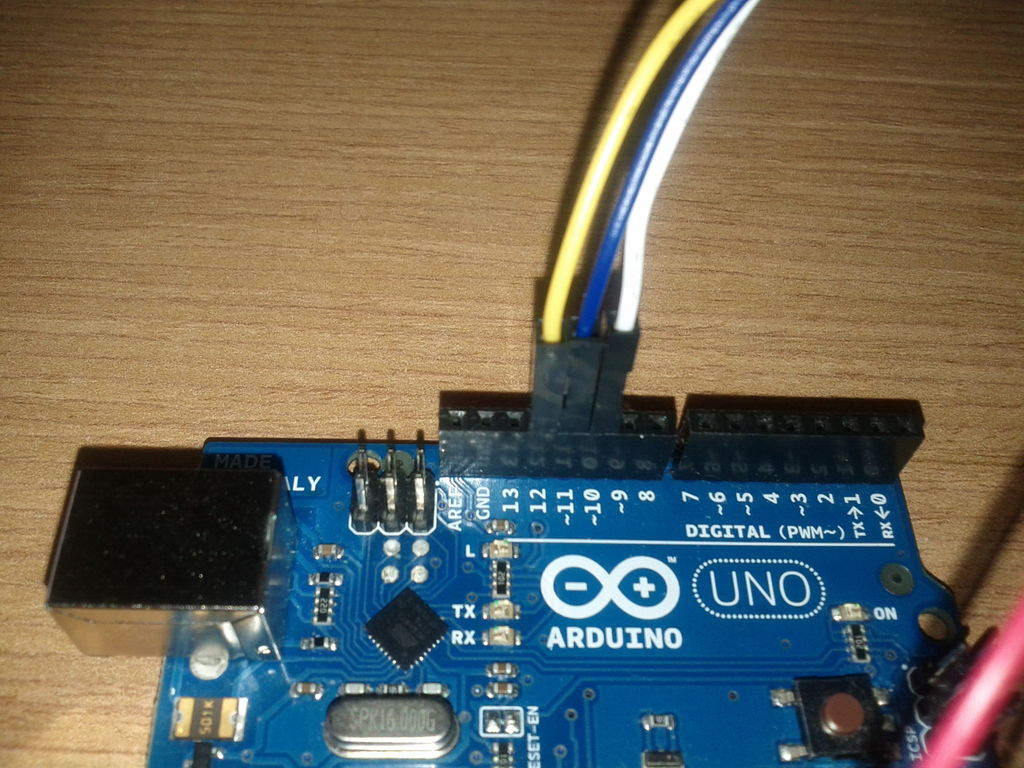 MADE
ALY
AREF
GND
13
12
~11
~10
~9
8
7
~6
~5
4
~3
2
TX→1
RX←0
DIGITAL (PWM~)
L
TX
RX
UNO
™
ARDUINO
ON
501K
SPK16.000G
RESET-EN
ICSP